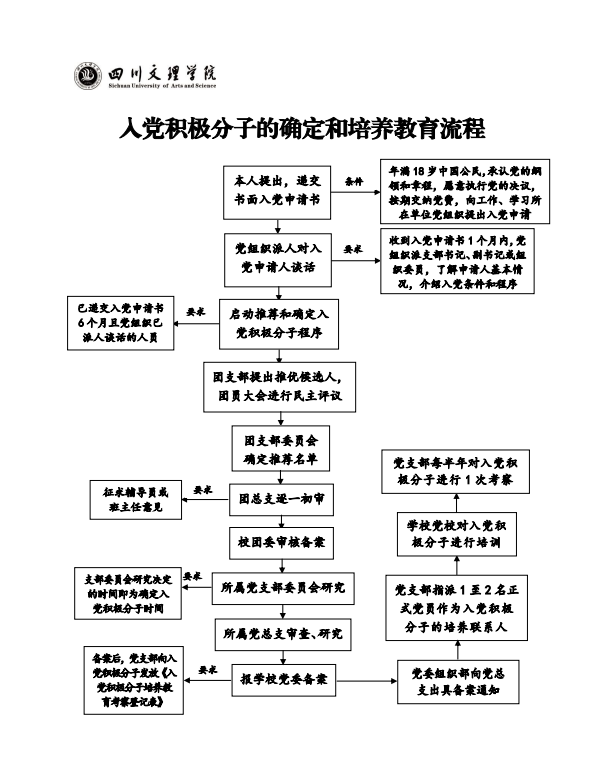 四川文理学院
Sichuan University of Arts and Science
入党积极分子的确定和培养教育流程
本人提出，递交
书面入党申请书
条件
年满 18 岁中国公民,承认党的纲
领和章程，愿意执行党的决议，
按期交纳党费，向工作、学习所
在单位党组织提出入党申请
党组织派人对入
党申请人谈话
要求
收到入党申请书 1 个月内,党
组织派支部书记、副书记或组
织委员，了解申请人基本情
况，介绍入党条件和程序
已递交入党申请书
6 个月且党组织已
派人谈话的人员
要求
启动推荐和确定入
党积极分子程序
团支部提出推优候选人,
团员大会进行民主评议
团支部委员会
确定推荐名单
征求辅导员或
班主任意见
要求
团总支逐一初审
校团委审核备案
支部委员会研究决定
的时间即为确定入
党积极分子时间
要求
所属党支部委员会研究
所属党总支审查、研究
备案后，党支部向入
党积极分子发放《入
党积极分子培养教
育考察登记表》
要求
报学校党委备案
党委组织部向党总
支出具备案通知
党支部指派 1 至 2 名正
式党员作为入党积极
分子的培养联系人
学校党校对入党积
极分子进行培训
党支部每半年对入党积
极分子进行 1 次考察